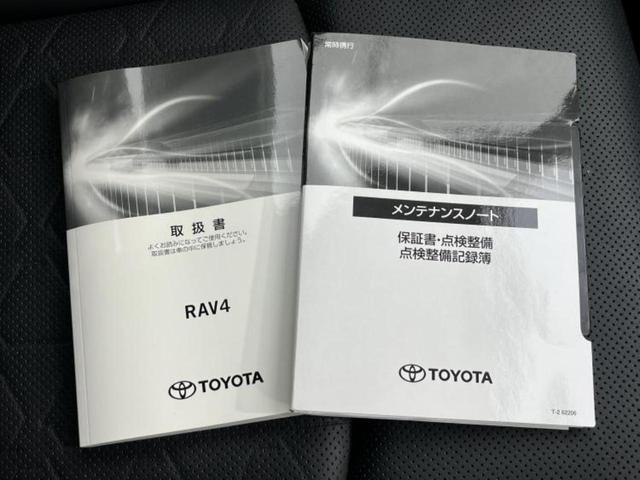 取扱書
よくお読みになってご使用ください。
取扱書は車の中に保管しましょう。
RAV4
TOYOTA
常時携行
メンテナンスノート
保証書・点検整備
点検整備記録簿
TOYOTA
T-2 62206